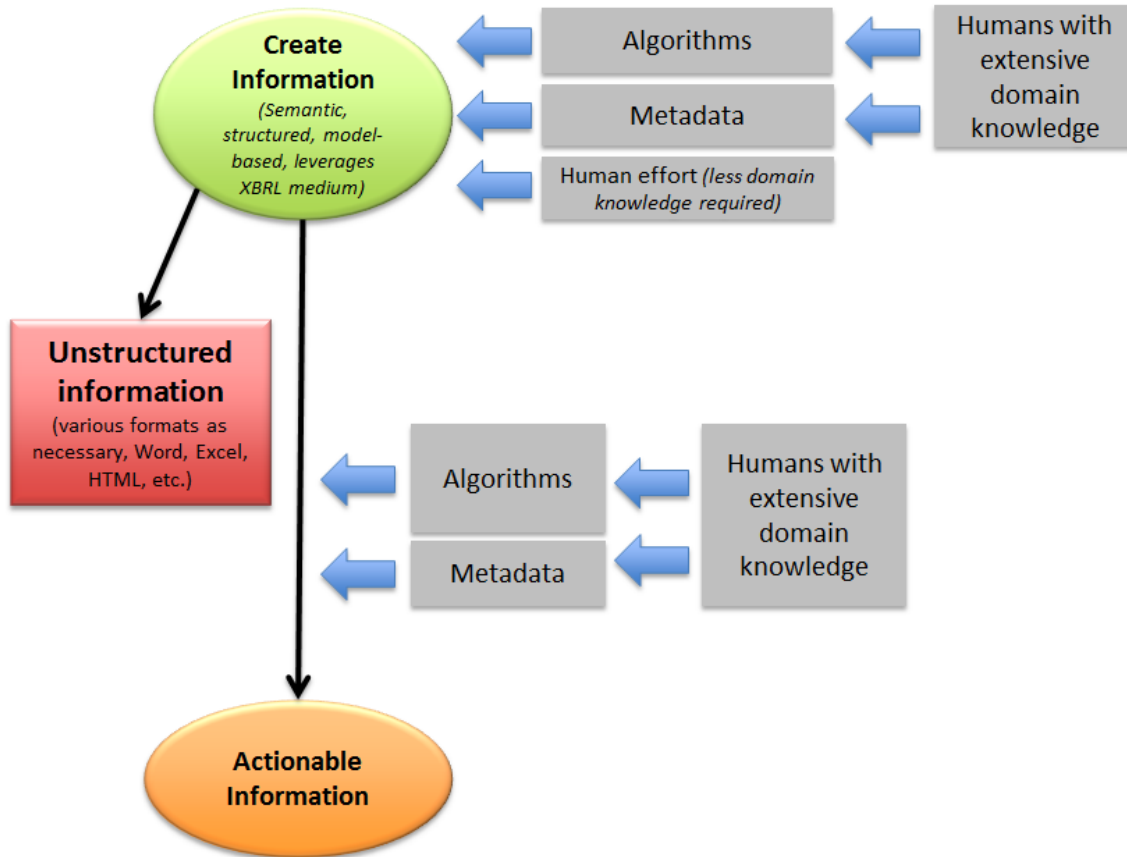 Create
Information
(Semantic,
structured, model-
based, leverages
XBRL medium)
Algorithms
Metadata
Human effort (less domain
knowledge required)
Humans with
extensive
domain
knowledge
Unstructured
information
(various formats as
necessary, Word, Excel,
HTML, etc.)
Algorithms
Metadata
Humans with
extensive
domain
knowledge
Actionable
Information